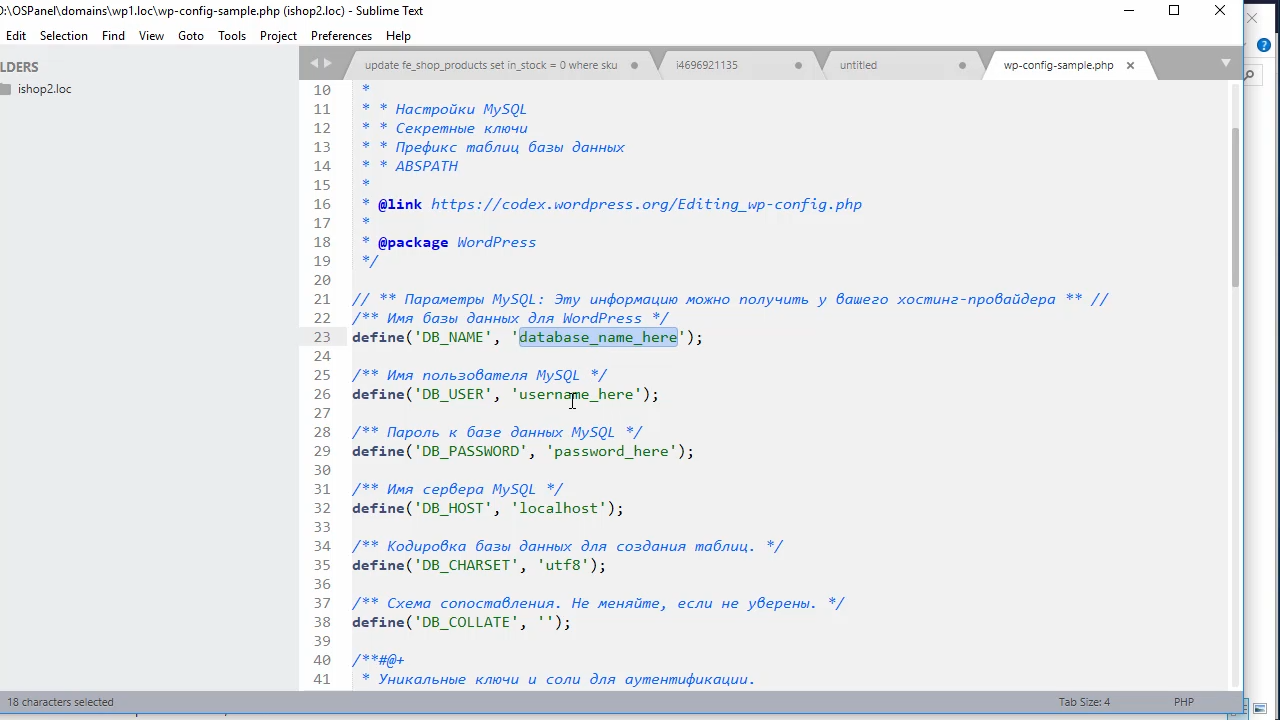 D:\OSPanel\domains\wp1.loc\wp-config-sample.php (ishop2.loc) - Sublime Text
Edit Selection Find View Goto Tools Project Preferences Help
LDERS
ishop2.loc
update fe_shop_products set in_stock = 0 where sku
i4696921135
untitled
wp-config-sample.php
10 *
11 * * Настройки MySQL
12 * * Секретные ключи
13 * * Префикс таблиц базы данных
14 * * ABSPATH
15 *
16 * @link https://codex.wordpress.org/Editing_wp-config.php
17 *
18 * @package WordPress
19 */
20
21 // ** Параметры MySQL: Эту информацию можно получить у вашего хостинг-провайдера ** //
22 /** Имя базы данных для WordPress */
23 define('DB_NAME', 'database_name_here');
24
25 /** Имя пользователя MySQL */
26 define('DB_USER', 'username_here');
27
28 /** Пароль к базе данных MySQL */
29 define('DB_PASSWORD', 'password_here');
30
31 /** Имя сервера MySQL */
32 define('DB_HOST', 'localhost');
33
34 /** Кодировка базы данных для создания таблиц. */
35 define('DB_CHARSET', 'utf8');
36
37 /** Схема сопоставления. Не меняйте, если не уверены. */
38 define('DB_COLLATE', '');
39
40 /**#@+
41 * Уникальные ключи и соли для аутентификации.
18 characters selected
Tab Size: 4
PHP